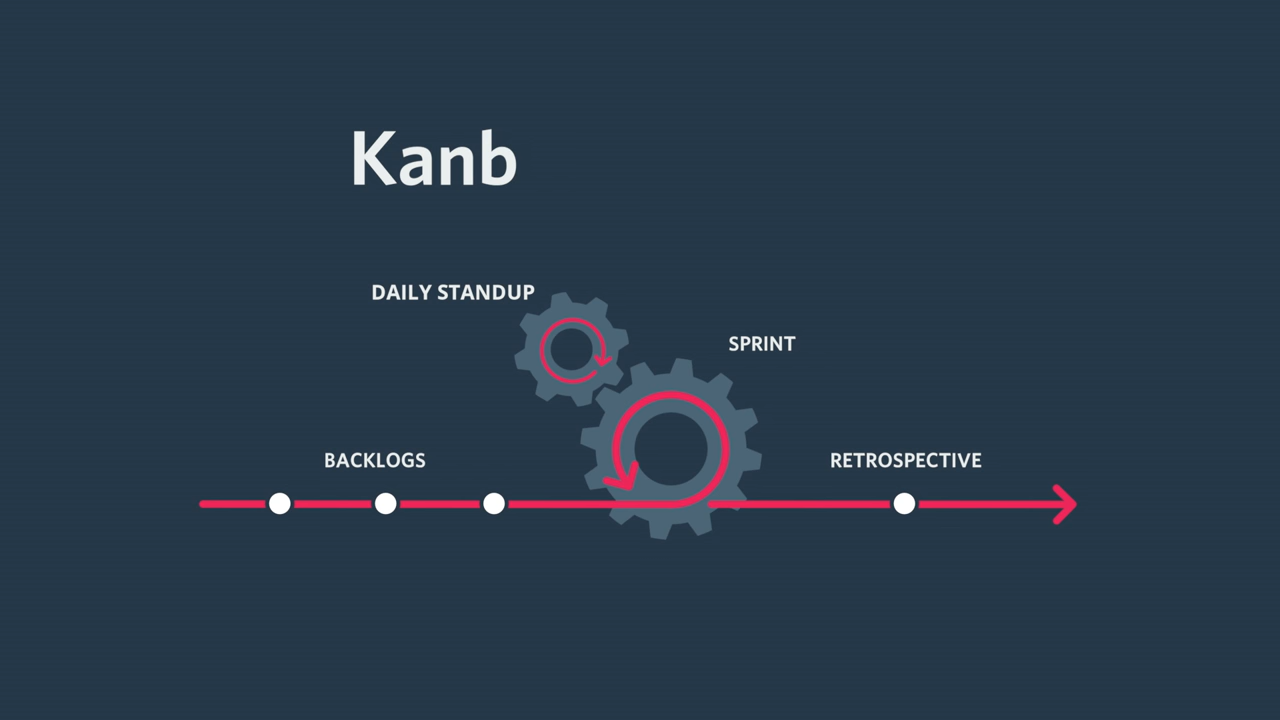 Kanb
DAILY STANDUP
SPRINT
BACKLOGS
RETROSPECTIVE